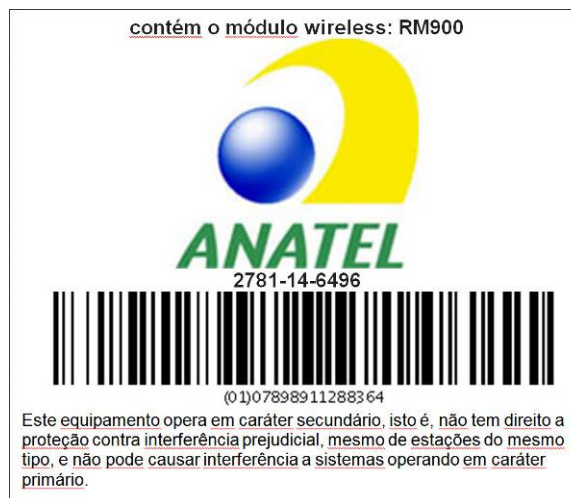 contém o módulo wireless: RM900
ANATEL
2781-14-6496
(01)07898911288364
Este equipamento opera em caráter secundário, isto é, não tem direito a
proteção contra interferência prejudicial, mesmo de estações do mesmo
tipo, e não pode causar interferência a sistemas operando em caráter
primário.